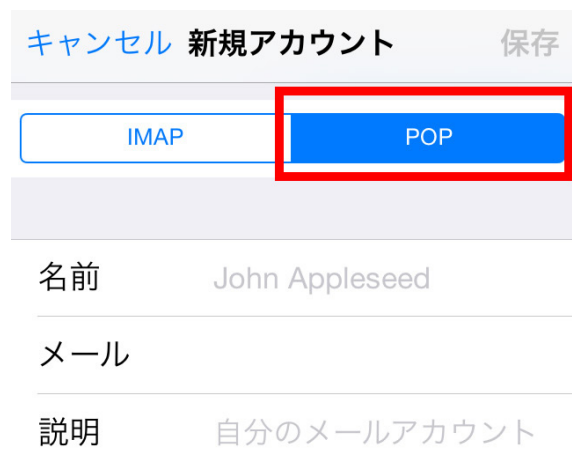 キャンセル 新規アカウント 保存
IMAP POP
名前 John Appleseed
メール
説明 自分のメールアカウント